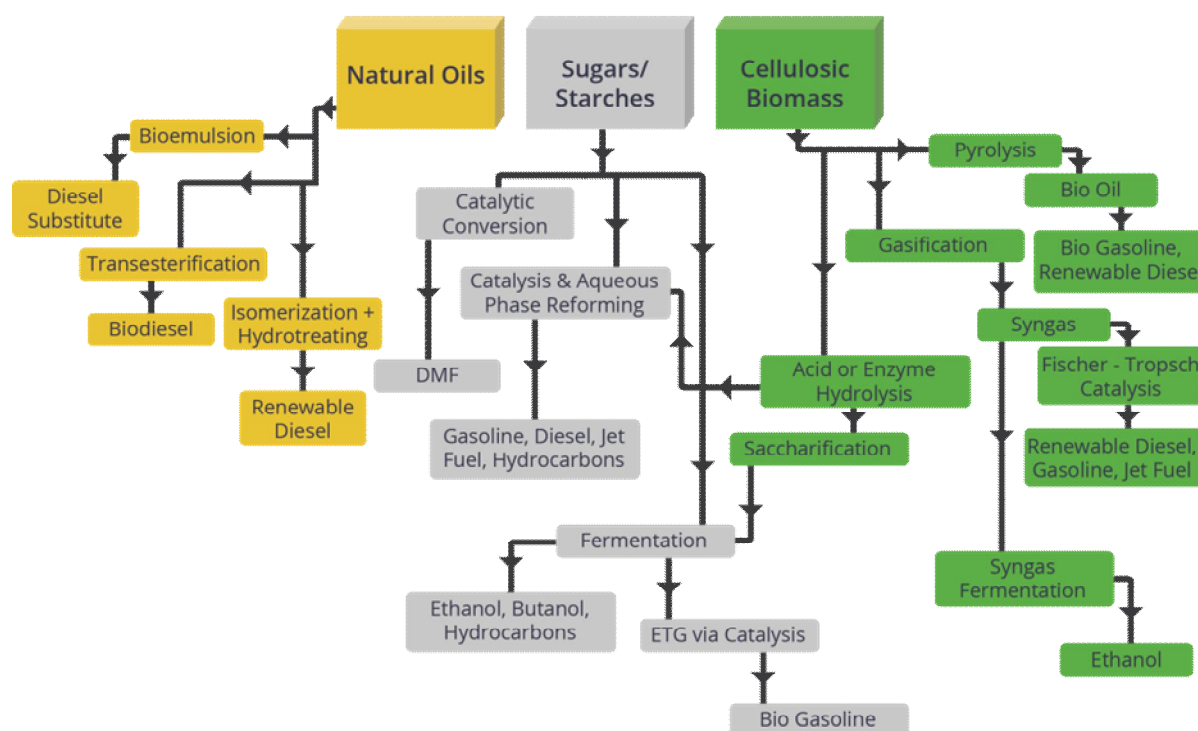 Natural Oils
Sugars/
Starches
Cellulosic
Biomass
Bioemulsion
Diesel
Substitute
Transesterification
Biodiesel
Isomerization +
Hydrotreating
Renewable
Diesel
Catalytic
Conversion
Catalysis & Aqueous
Phase Reforming
DMF
Gasoline, Diesel, Jet
Fuel, Hydrocarbons
Fermentation
Ethanol, Butanol,
Hydrocarbons
ETG via Catalysis
Bio Gasoline
Pyrolysis
Bio Oil
Bio Gasoline,
Renewable Diesel
Gasification
Syngas
Fischer - Tropsch
Catalysis
Renewable Diesel,
Gasoline, Jet Fuel
Acid or Enzyme
Hydrolysis
Saccharification
Syngas
Fermentation
Ethanol